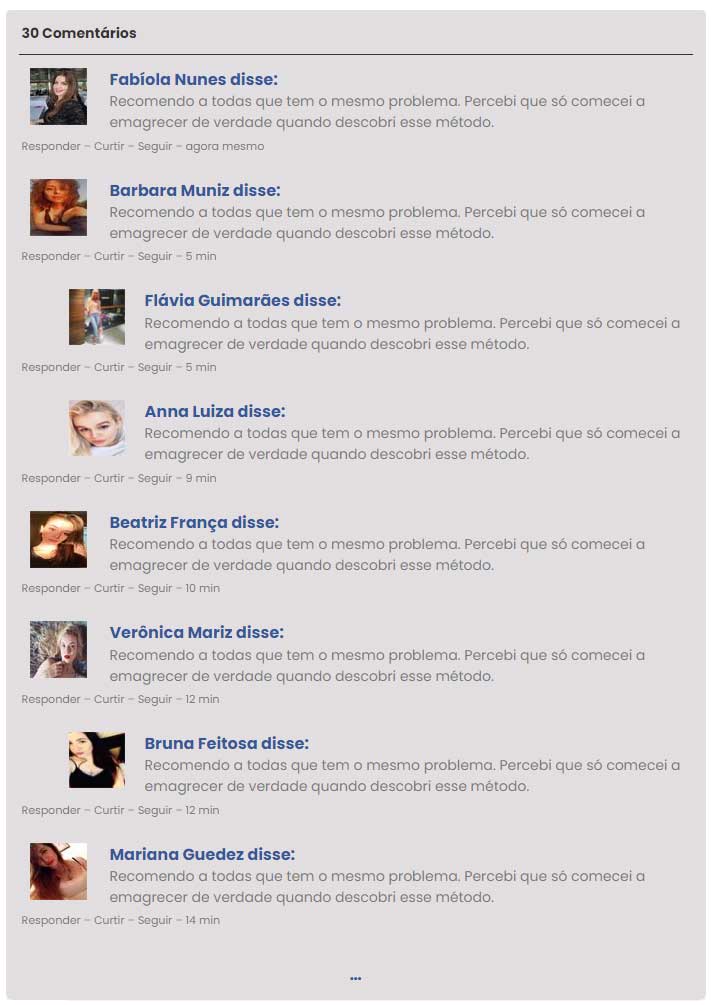 30 Comentários
Fabíola Nunes disse:
Recomendo a todas que tem o mesmo problema. Percebi que só comecei a
emagrecer de verdade quando descobri esse método.
Responder – Curtir – Seguir – agora mesmo
Barbara Muniz disse:
Recomendo a todas que tem o mesmo problema. Percebi que só comecei a
emagrecer de verdade quando descobri esse método.
Responder – Curtir – Seguir – 5 min
Flávia Guimarães disse:
Recomendo a todas que tem o mesmo problema. Percebi que só comecei a
emagrecer de verdade quando descobri esse método.
Responder – Curtir – Seguir – 5 min
Anna Luiza disse:
Recomendo a todas que tem o mesmo problema. Percebi que só comecei a
emagrecer de verdade quando descobri esse método.
Responder – Curtir – Seguir – 9 min
Beatriz França disse:
Recomendo a todas que tem o mesmo problema. Percebi que só comecei a
emagrecer de verdade quando descobri esse método.
Responder – Curtir – Seguir – 10 min
Verônica Mariz disse:
Recomendo a todas que tem o mesmo problema. Percebi que só comecei a
emagrecer de verdade quando descobri esse método.
Responder – Curtir – Seguir – 12 min
Bruna Feitosa disse:
Recomendo a todas que tem o mesmo problema. Percebi que só comecei a
emagrecer de verdade quando descobri esse método.
Responder – Curtir – Seguir – 12 min
Mariana Guedez disse:
Recomendo a todas que tem o mesmo problema. Percebi que só comecei a
emagrecer de verdade quando descobri esse método.
Responder – Curtir – Seguir – 14 min
...